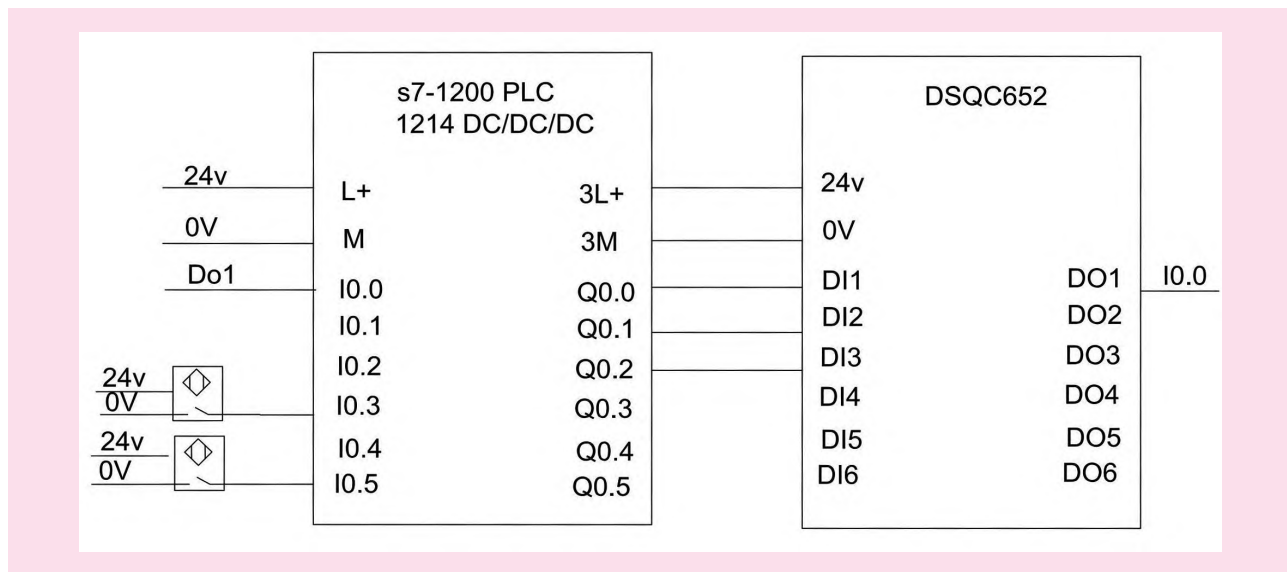 s7-1200 PLC
1214 DC/DC/DC
DSQC652
24v
0V
Do1
24v
0V
24v
0V
L+
M
I0.0
I0.1
I0.2
I0.3
I0.4
I0.5
3L+
3M
Q0.0
Q0.1
Q0.2
Q0.3
Q0.4
Q0.5
24v
0V
DI1
DI2
DI3
DI4
DI5
DI6
DO1
DO2
DO3
DO4
DO5
DO6
I0.0